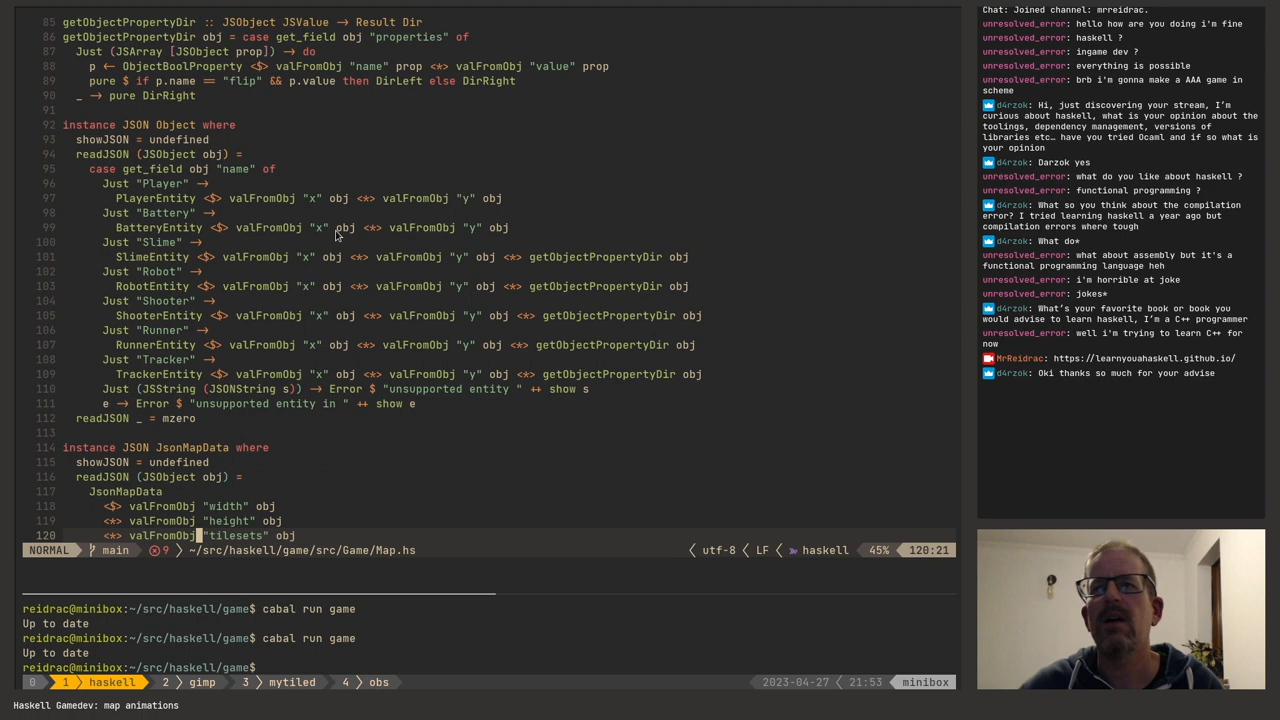 85 getObjectPropertyDir :: JSObject JSValue → Result Dir
86 getObjectPropertyDir obj = case get_field obj "properties" of
87   Just (JSArray [JSObject prop]) → do
88     p ← ObjectBoolProperty <$> valFromObj "name" prop <*> valFromObj "value" prop
89     pure $ if p.name == "flip" && p.value then DirLeft else DirRight
90   _ → pure DirRight
91
92 instance JSON Object where
93   showJSON = undefined
94   readJSON (JSObject obj) =
95     case get_field obj "name" of
96       Just "Player" →
97         PlayerEntity <$> valFromObj "x" obj <*> valFromObj "y" obj
98       Just "Battery" →
99         BatteryEntity <$> valFromObj "x" obj <*> valFromObj "y" obj
100       Just "Slime" →
101         SlimeEntity <$> valFromObj "x" obj <*> valFromObj "y" obj <*> getObjectPropertyDir obj
102       Just "Robot" →
103         RobotEntity <$> valFromObj "x" obj <*> valFromObj "y" obj <*> getObjectPropertyDir obj
104       Just "Shooter" →
105         ShooterEntity <$> valFromObj "x" obj <*> valFromObj "y" obj <*> getObjectPropertyDir obj
106       Just "Runner" →
107         RunnerEntity <$> valFromObj "x" obj <*> valFromObj "y" obj <*> getObjectPropertyDir obj
108       Just "Tracker" →
109         TrackerEntity <$> valFromObj "x" obj <*> valFromObj "y" obj <*> getObjectPropertyDir obj
110       Just (JSString (JSONString s)) → Error $ "unsupported entity " ++ show s
111       e → Error $ "unsupported entity in " ++ show e
112   readJSON _ = mzero
113
114 instance JSON JsonMapData where
115   showJSON = undefined
116   readJSON (JSObject obj) =
117     JsonMapData
118       <$> valFromObj "width" obj
119       <*> valFromObj "height" obj
120       <*> valFromObj "tilesets" obj
NORMAL main 9 ~/src/haskell/game/src/Game/Map.hs utf-8 LF haskell 45% 120:21
reidrac@minibox:~/src/haskell/game$ cabal run game
Up to date
reidrac@minibox:~/src/haskell/game$ cabal run game
Up to date
reidrac@minibox:~/src/haskell/game$
0 1 haskell 2 gimp 3 mytiled 4 obs 2023-04-27 21:53 minibox
Haskell Gamedev: map animations
Chat: Joined channel: mrreidrac.
unresolved_error: hello how are you doing i'm fine
unresolved_error: haskell ?
unresolved_error: ingame dev ?
unresolved_error: everything is possible
unresolved_error: brb i'm gonna make a AAA game in
scheme
d4rzok: Hi, just discovering your stream, I'm
curious about haskell, what is your opinion about the
toolings, dependency management, versions of
libraries etc… have you tried Ocaml and if so what is
your opinion
d4rzok: Darzok yes
unresolved_error: what do you like about haskell ?
unresolved_error: functional programming ?
d4rzok: What so you think about the compilation
error? I tried learning haskell a year ago but
compilation errors where tough
d4rzok: What do*
unresolved_error: what about assembly but it's a
functional programming language heh
unresolved_error: i'm horrible at joke
unresolved_error: jokes*
d4rzok: What's your favorite book or book you
would advise to learn haskell, I'm a C++ programmer
unresolved_error: well i'm trying to learn C++ for
now
MrReidrac: https://learnyouahaskell.github.io/
d4rzok: Oki thanks so much for your advise